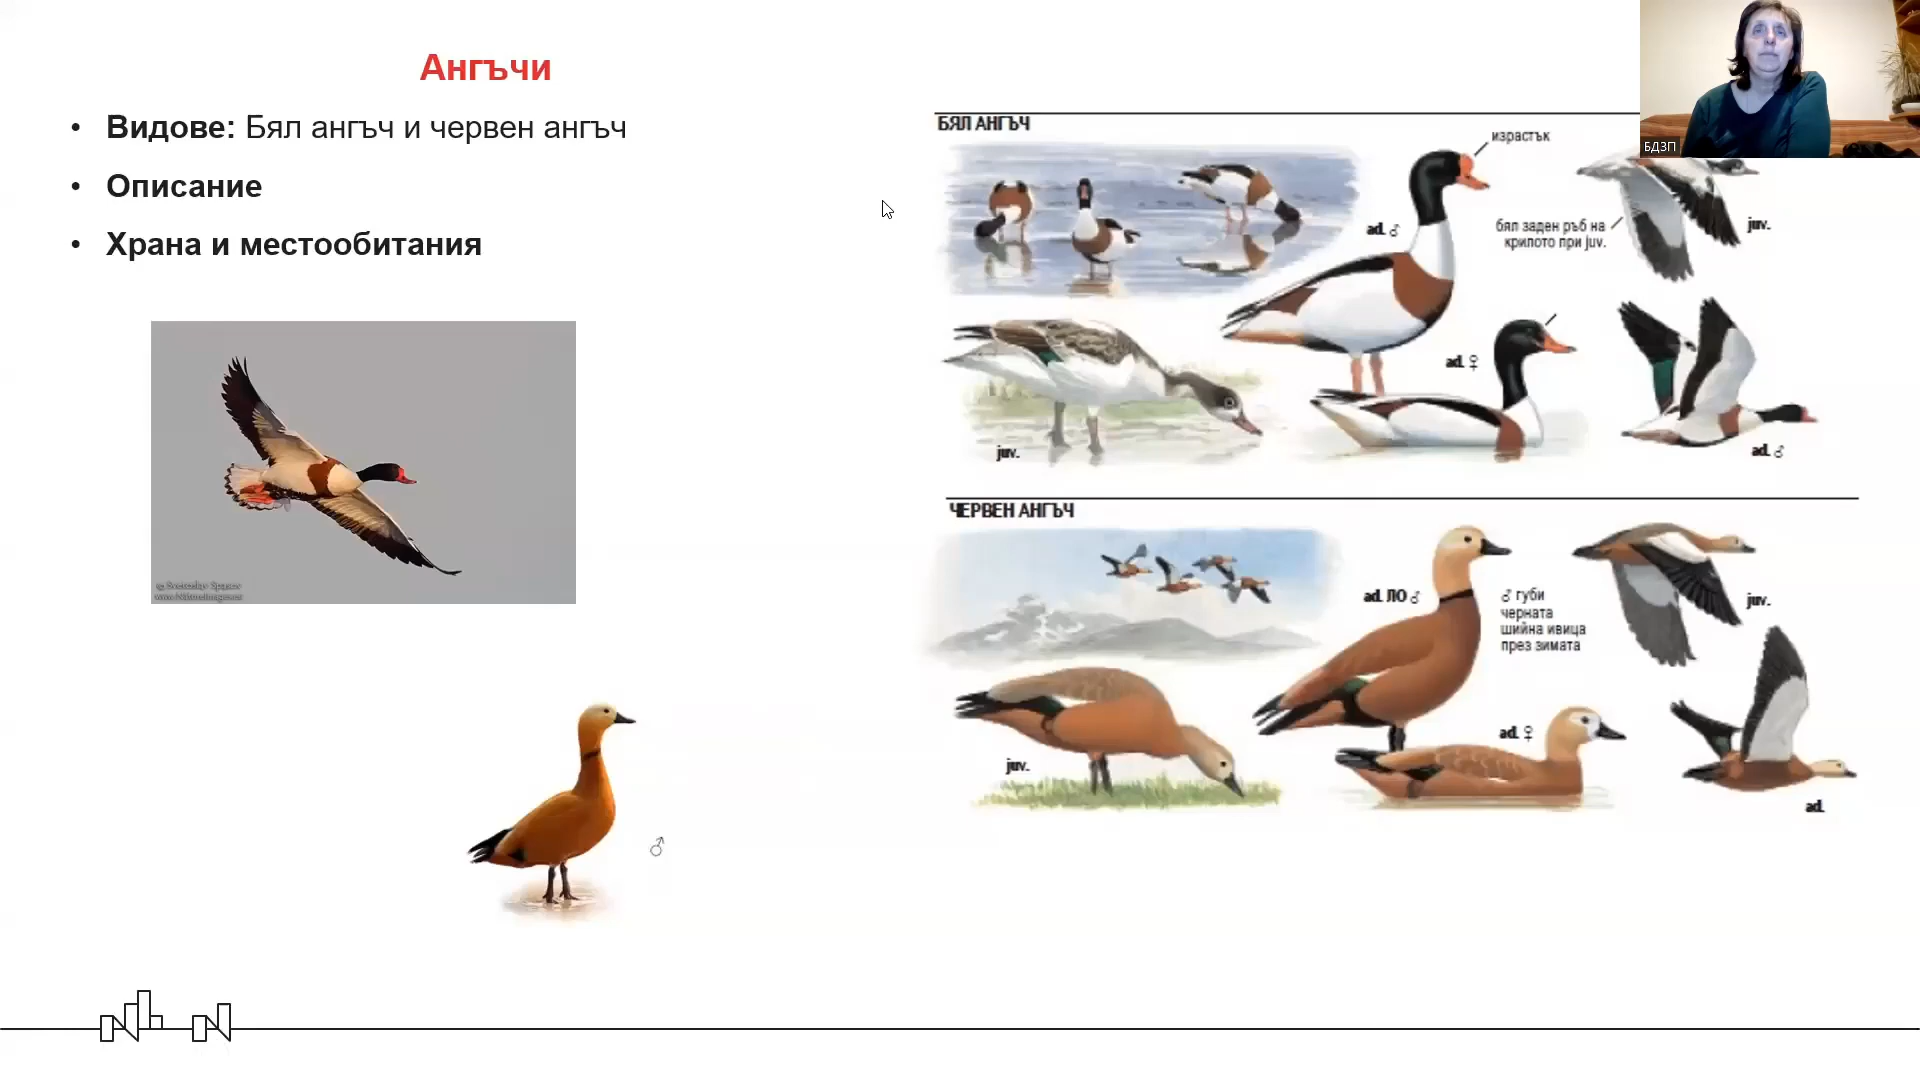 Ангъчи
• Видове: Бял ангъч и червен ангъч
• Описание
• Храна и местообитания
БЯЛ АНГЪЧ
израстък
ad. ♂
бял заден ръб на
крилото при juv.
juv.
ad. ♀
juv.
ad. ♂
ЧЕРВЕН АНГЪЧ
ad. ЛО ♂
♂ губи
черната
шийна ивица
през зимата
juv.
ad. ♀
juv.
ad.
♂
БДЗП